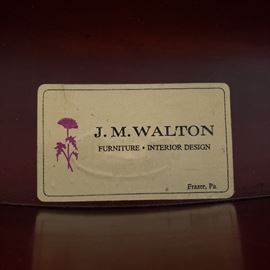 J. M. WALTON
FURNITURE • INTERIOR DESIGN
Frazer, Pa.